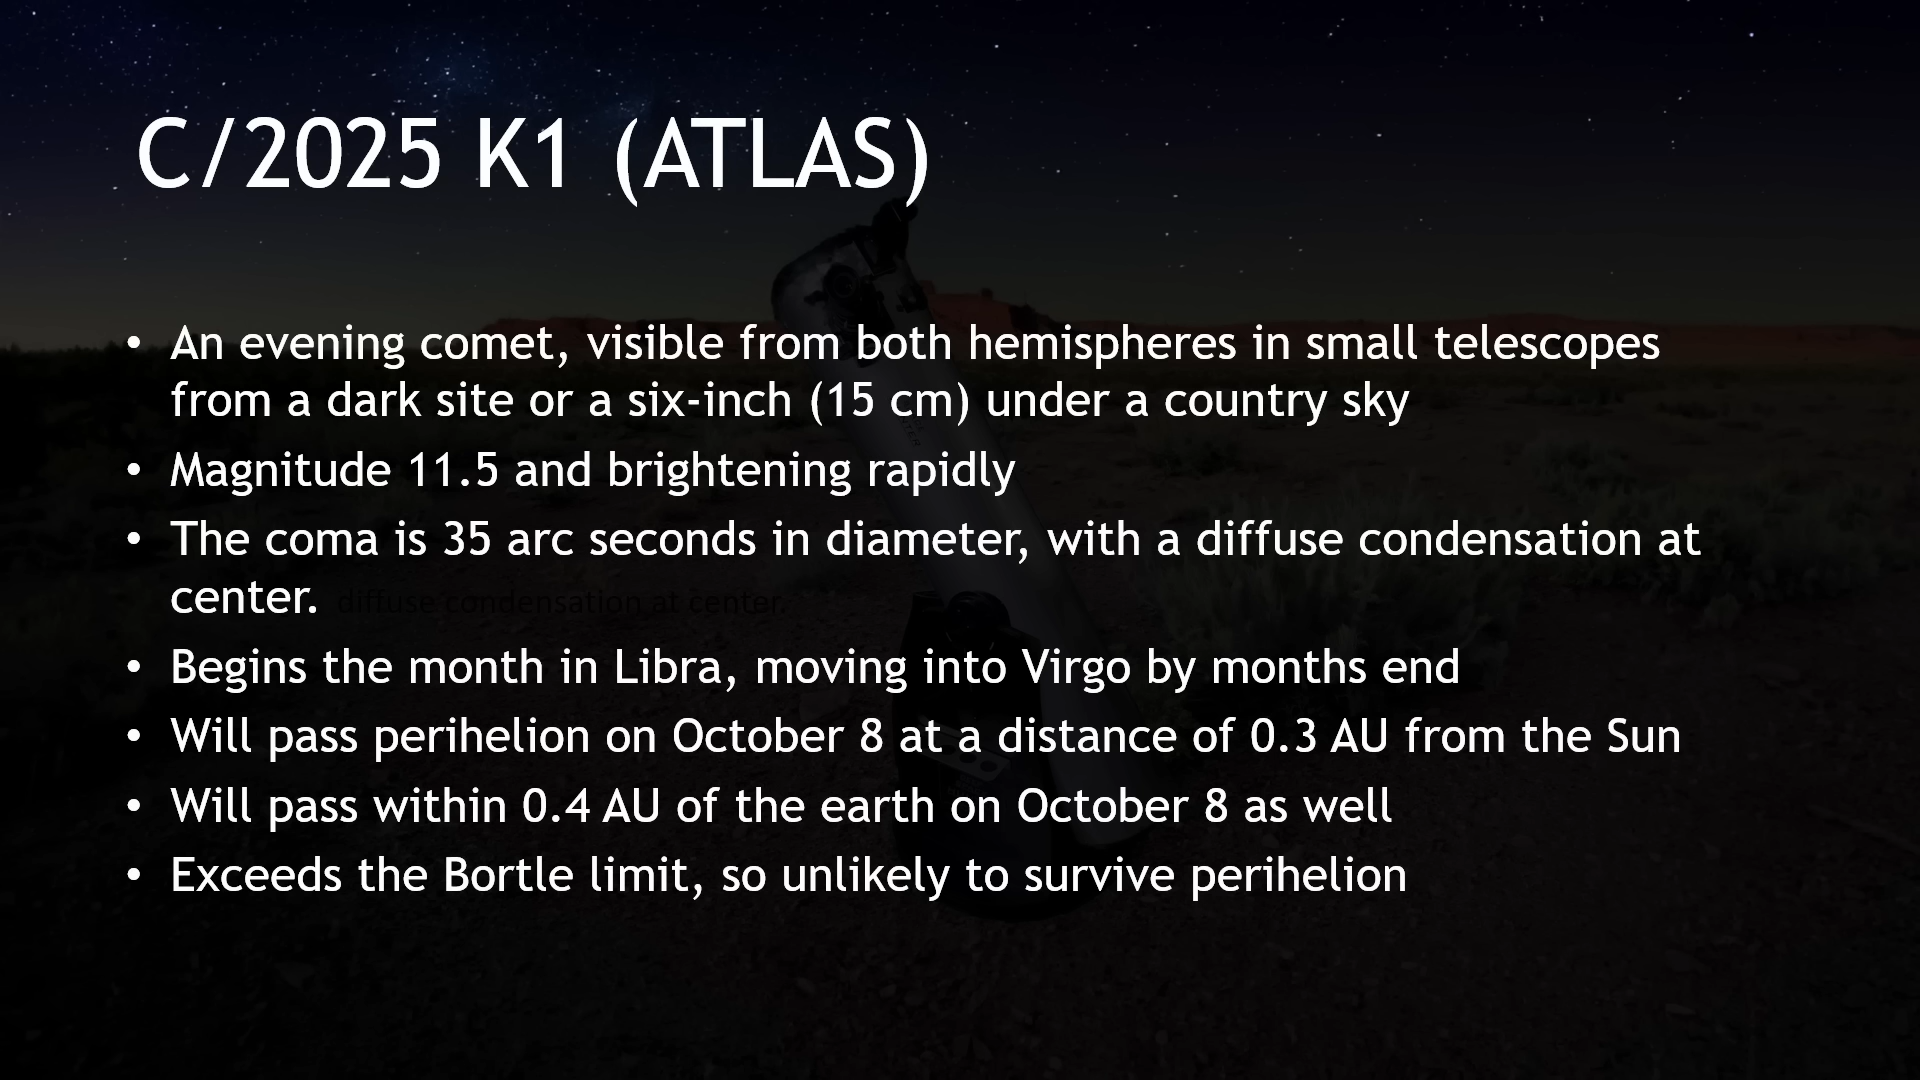 C/2025 K1 (ATLAS)
• An evening comet, visible from both hemispheres in small telescopes
from a dark site or a six-inch (15 cm) under a country sky
• Magnitude 11.5 and brightening rapidly
• The coma is 35 arc seconds in diameter, with a diffuse condensation at
center. diffuse condensation at center.
• Begins the month in Libra, moving into Virgo by months end
• Will pass perihelion on October 8 at a distance of 0.3 AU from the Sun
• Will pass within 0.4 AU of the earth on October 8 as well
• Exceeds the Bortle limit, so unlikely to survive perihelion